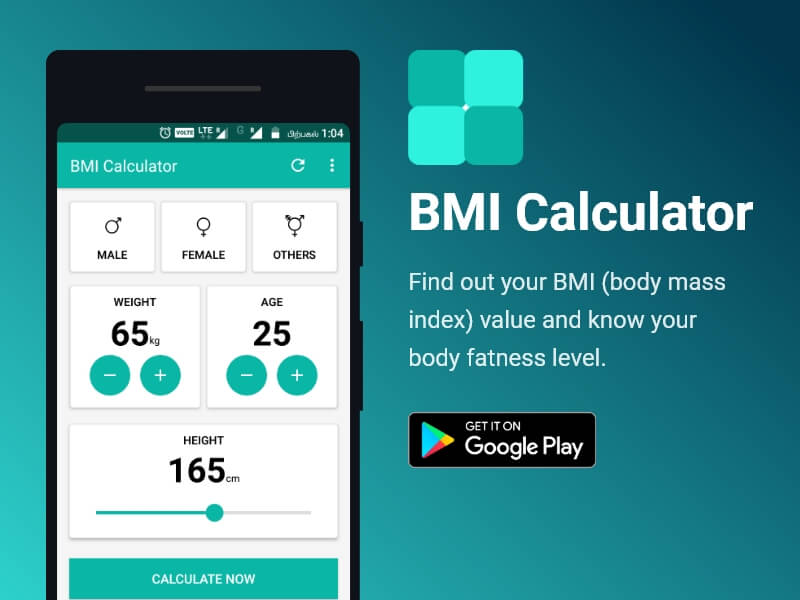 VOLTE LTE R G R பிற்பகல் 1:04
BMI Calculator
MALE FEMALE OTHERS
WEIGHT AGE
65kg 25
− + − +
HEIGHT
165cm
CALCULATE NOW
BMI Calculator
Find out your BMI (body mass
index) value and know your
body fatness level.
GET IT ON
Google Play